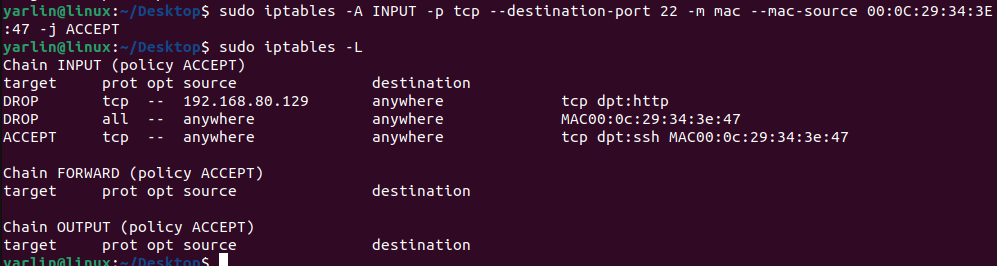 yarlin@linux:~/Desktop$ sudo iptables -A INPUT -p tcp --destination-port 22 -m mac --mac-source 00:0C:29:34:3E
:47 -j ACCEPT
yarlin@linux:~/Desktop$ sudo iptables -L
Chain INPUT (policy ACCEPT)
target     prot opt source               destination
DROP       tcp  --  192.168.80.129       anywhere             tcp dpt:http
DROP       all  --  anywhere             anywhere             MAC00:0c:29:34:3e:47
ACCEPT     tcp  --  anywhere             anywhere             tcp dpt:ssh MAC00:0c:29:34:3e:47
Chain FORWARD (policy ACCEPT)
target     prot opt source               destination
Chain OUTPUT (policy ACCEPT)
target     prot opt source               destination
yarlin@linux:~/Desktop$